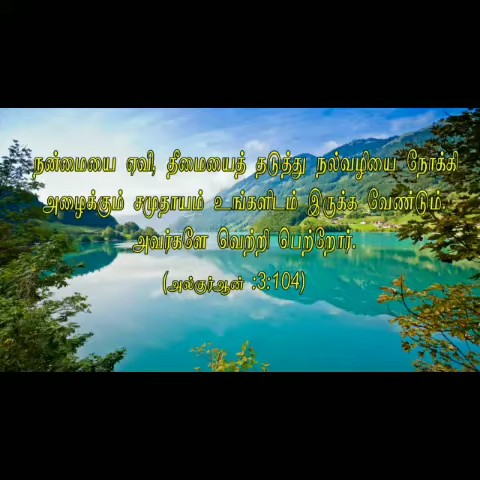 நன்மையை ஏவி, தீமையைத் தடுத்து நல்வழியை நோக்கி
அழைக்கும் சமுதாயம் உங்களிடம் இருக்க வேண்டும்.
அவர்களே வெற்றி பெற்றோர்.
(அல்குர்ஆன் :3:104)